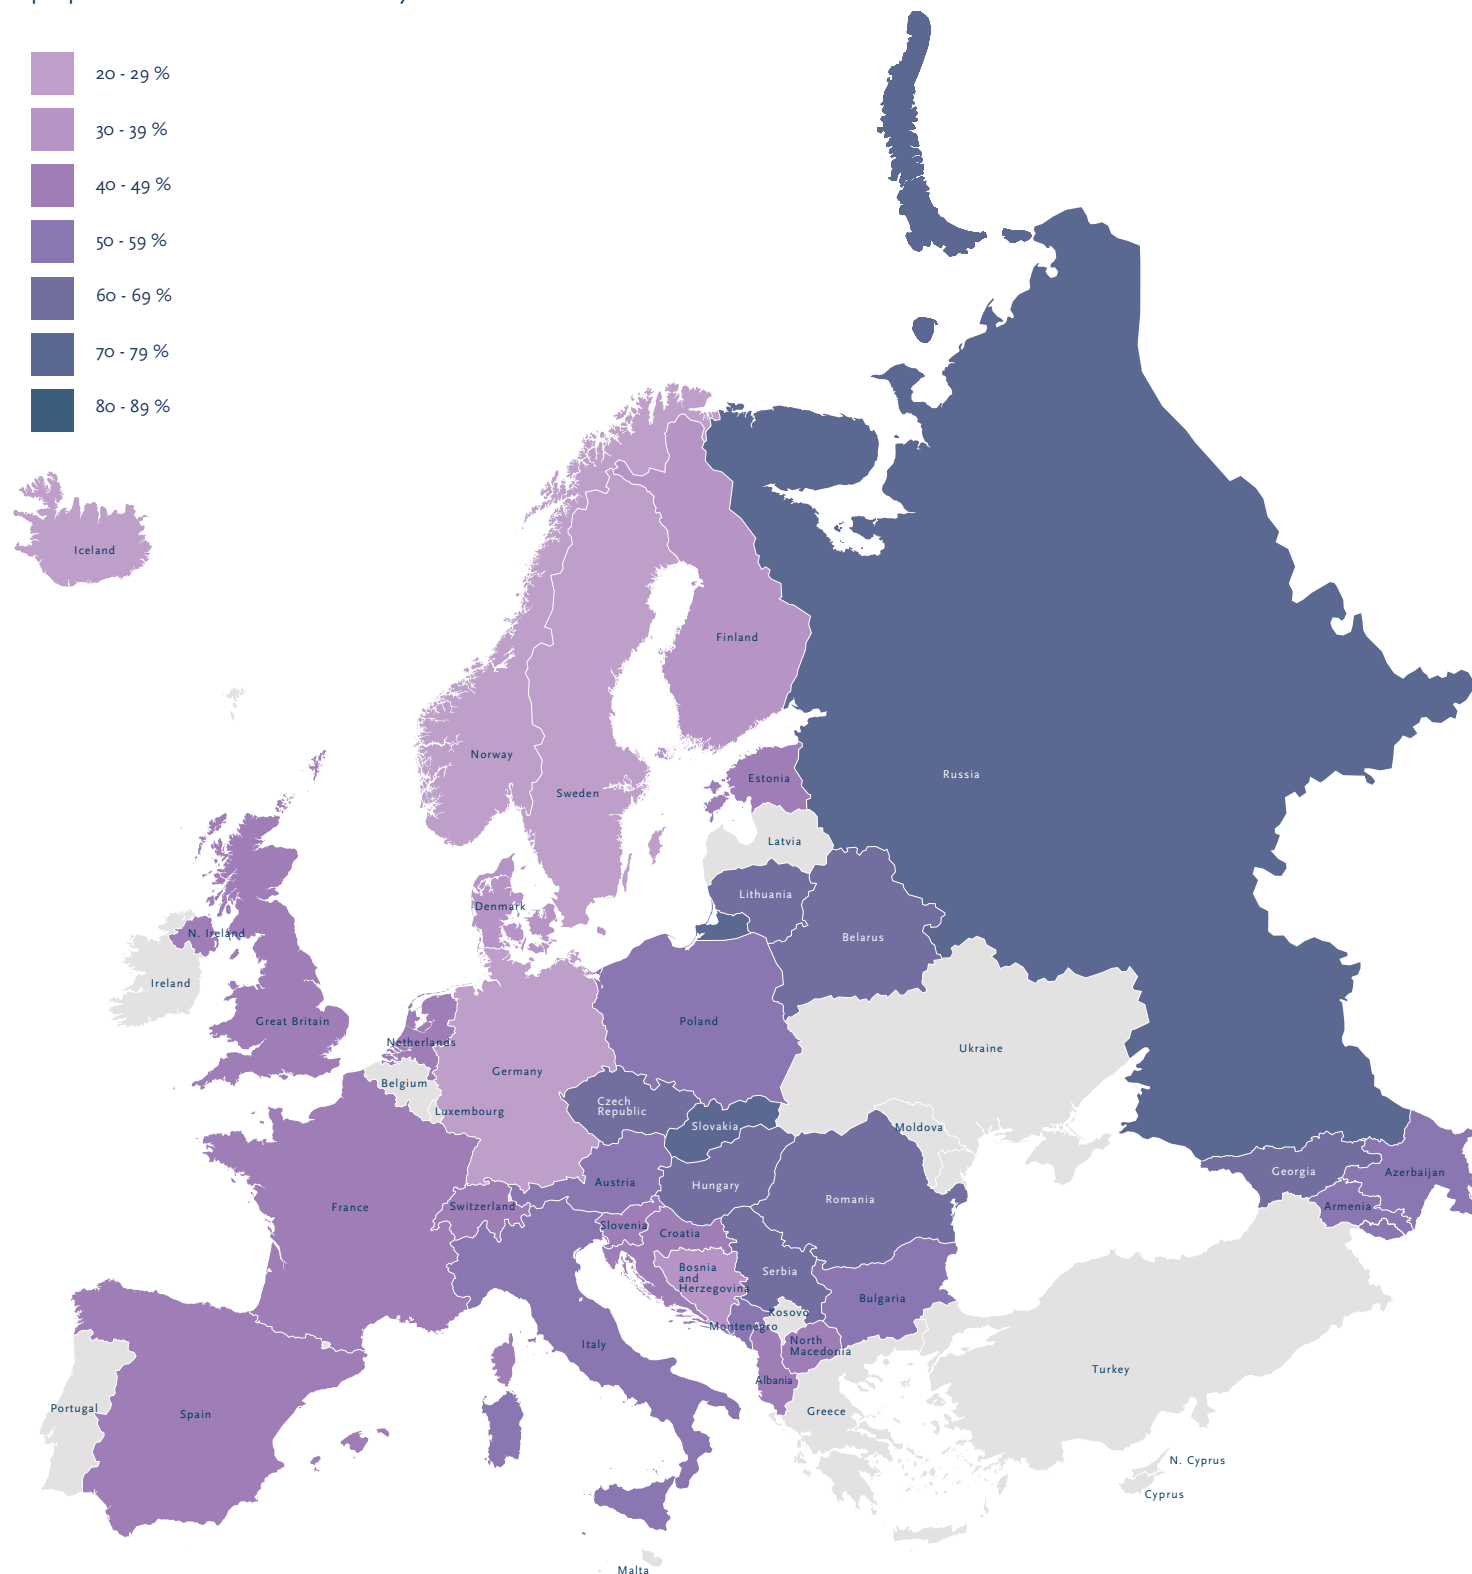 20 - 29 %
30 - 39 %
40 - 49 %
50 - 59 %
60 - 69 %
70 - 79 %
80 - 89 %
Iceland
Finland
Norway
Russia
Estonia
Sweden
Latvia
Lithuania
Denmark
N. Ireland
Belarus
Ireland
Great Britain
Poland
Netherlands
Ukraine
Germany
Belgium
Czech
Republic
Luxembourg
Slovakia
Moldova
Georgia
Azerbaijan
Austria
Hungary
Romania
France
Switzerland
Armenia
Slovenia
Croatia
Bosnia
and
Herzegovina
Serbia
Bulgaria
Kosovo
Montenegro
Italy
North
Macedonia
Turkey
Albania
Portugal
Spain
Greece
N. Cyprus
Cyprus
Malta